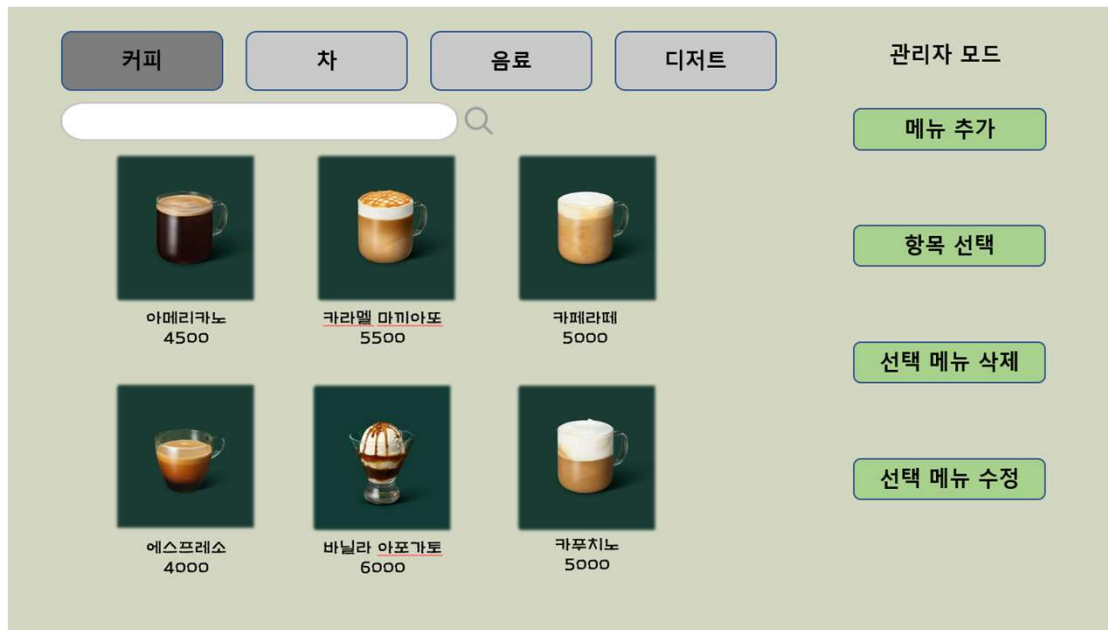 커피 차 음료 디저트
관리자 모드
메뉴 추가
항목 선택
선택 메뉴 삭제
선택 메뉴 수정
아메리카노
4500
카라멜 마끼아또
5500
카페라떼
5000
에스프레소
4000
바닐라 아포가토
6000
카푸치노
5000